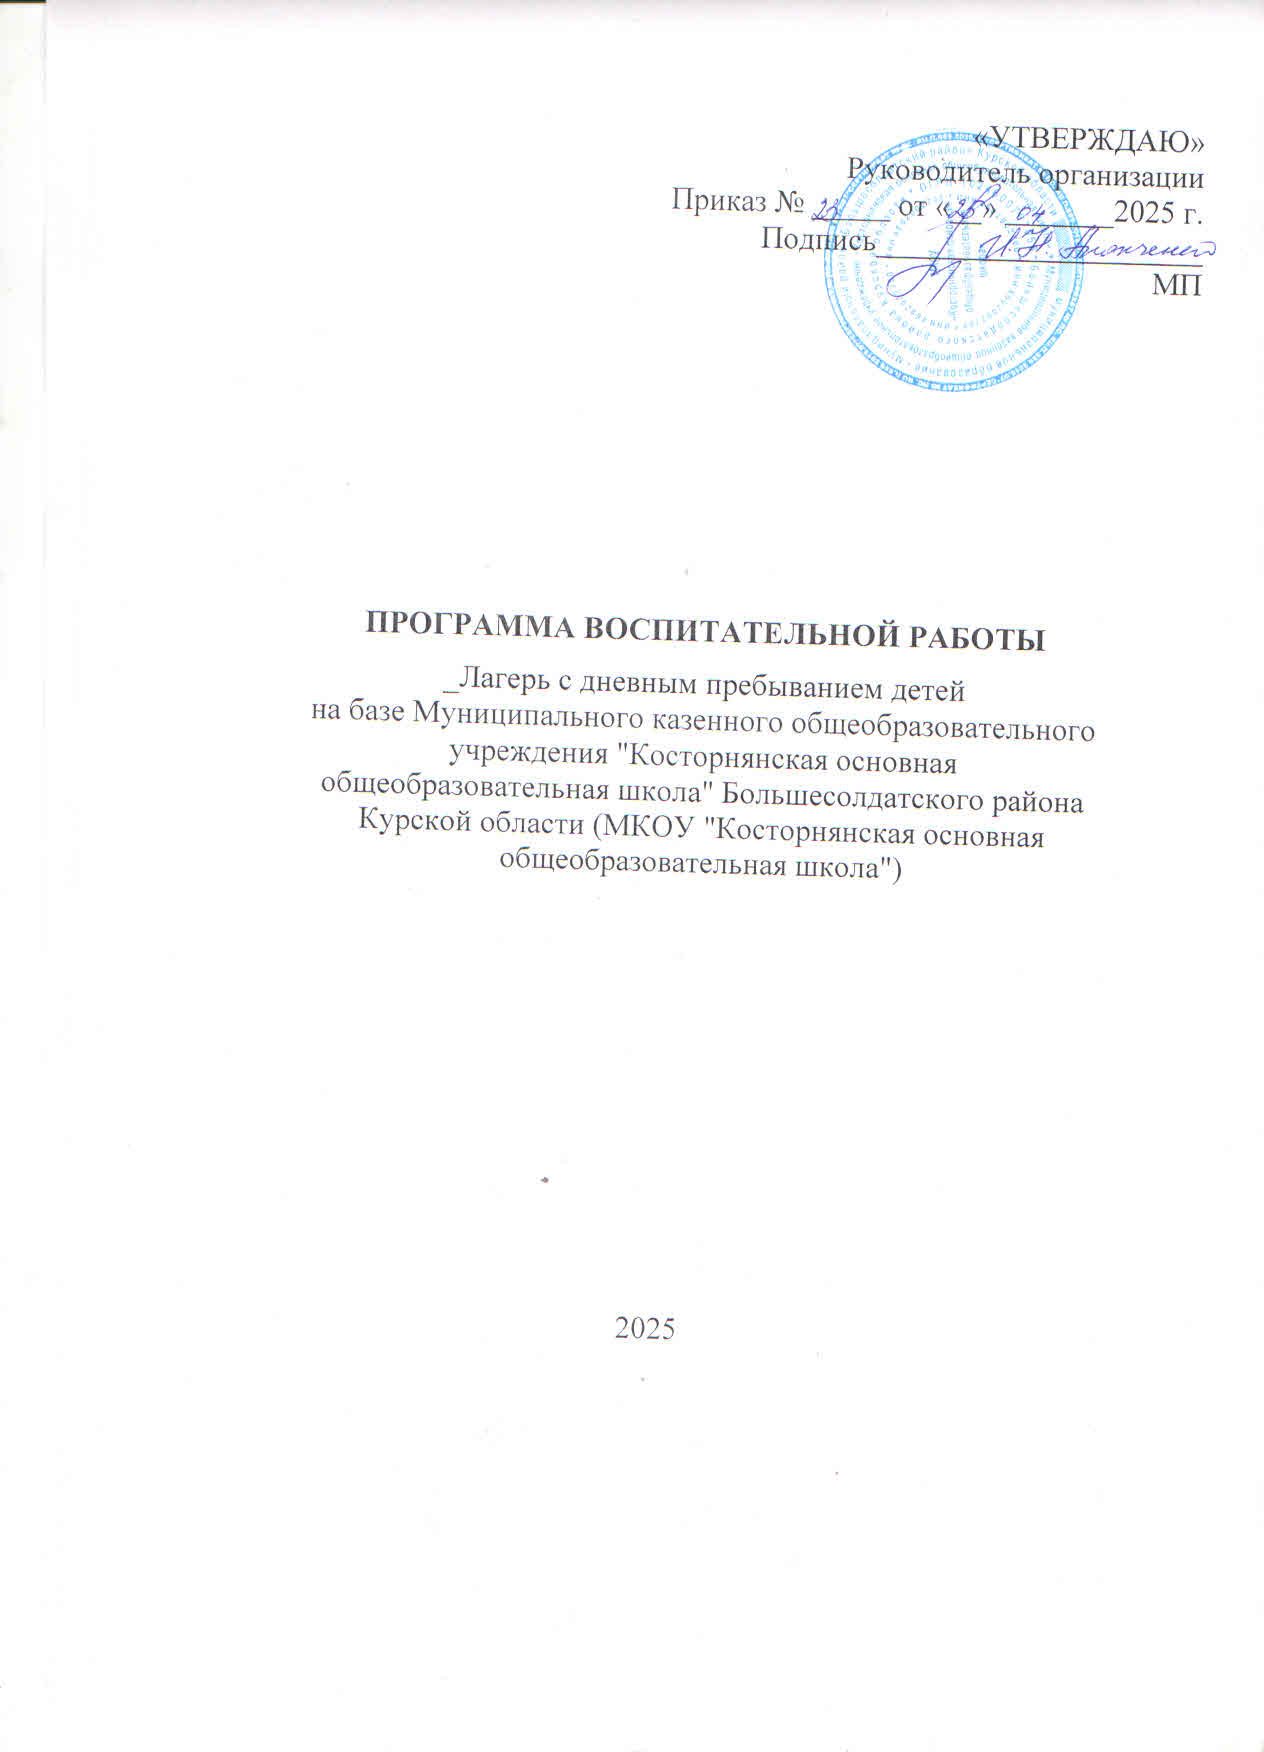 «УТВЕРЖДАЮ»
Руководитель организации
Приказ № от «25» 04 2025 г.
Подпись И.Н.
МП
ПРОГРАММА ВОСПИТАТЕЛЬНОЙ РАБОТЫ
_Лагерь с дневным пребыванием детей
на базе Муниципального казенного общеобразовательного
учреждения "Косторнянская основная
общеобразовательная школа" Большесолдатского района
Курской области (МКОУ "Косторнянская основная
общеобразовательная школа")
2025